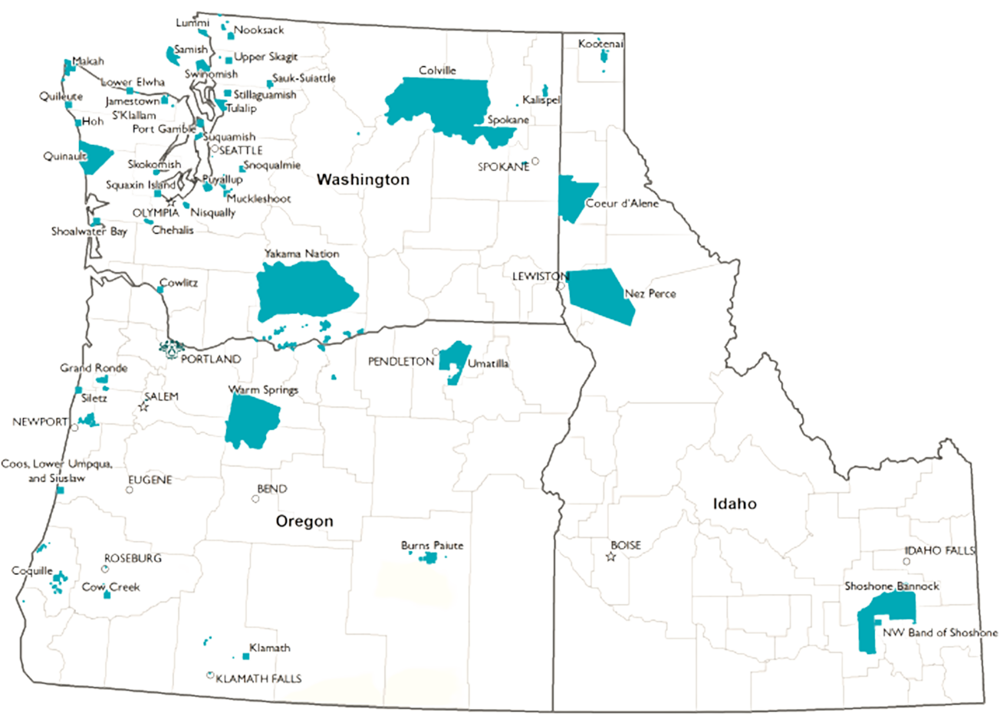 Lummi
Nooksack
Kootenai
Samish
Upper Skagit
Makah
Swinomish
Colville
Lower Elwha
Sauk-Suiattle
Quileute
Jamestown
S'Klallam
Stillaguamish
Kalispel
Tulalip
Hoh
Port Gamble
Spokane
Suquamish
SEATTLE
Quinault
Skokomish
Snoqualmie
SPOKANE
Squaxin Island
Puyallup
Washington
Muckleshoot
Coeur d'Alene
OLYMPIA
Nisqually
Shoalwater Bay
Chehalis
Yakama Nation
LEWISTON
Cowlitz
Nez Perce
PORTLAND
PENDLETON
Umatilla
Grand Ronde
Siletz
SALEM
Warm Springs
NEWPORT
Coos, Lower Umpqua,
and Siuslaw
EUGENE
BEND
Oregon
Idaho
Burns Paiute
BOISE
IDAHO FALLS
ROSEBURG
Coquille
Cow Creek
Shoshone Bannock
NW Band of Shoshone
Klamath
KLAMATH FALLS